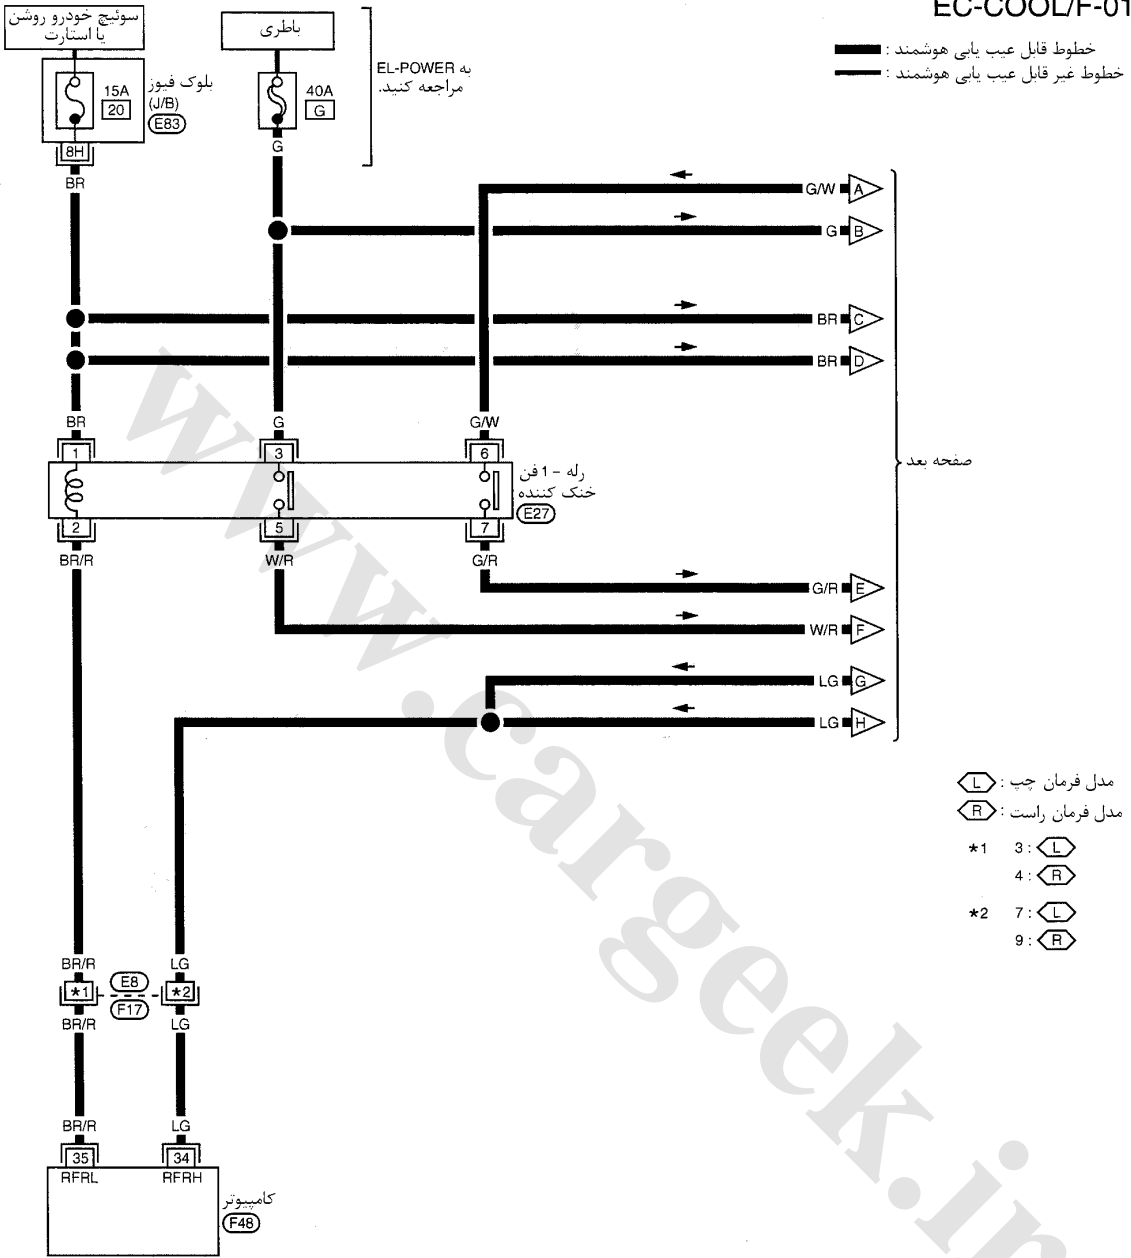 EC-COOL/F-01
سوئیچ خودرو روشن
یا استارت
باطری
خطوط قابل عیب یابی هوشمند :
خطوط غیر قابل عیب یابی هوشمند :
به EL-POWER
مراجعه کنید.
15A
20
بلوک فیوز
(J/B)
E83
40A
G
8H
G
BR
G/W A
G B
BR C
BR D
BR
G
G/W
1
3
6
رله - 1 فن
خنک کننده
E27
صفحه بعد
2
5
7
BR/R
W/R
G/R
G/R E
W/R F
LG G
LG H
L : مدل فرمان چپ
R : مدل فرمان راست
*1 3 : L
4 : R
*2 7 : L
9 : R
BR/R
LG
*1
E8
F17
*2
BR/R
LG
BR/R
LG
35
34
RFRL
RFRH
کامپیوتر
F48
www.cargeek.ir